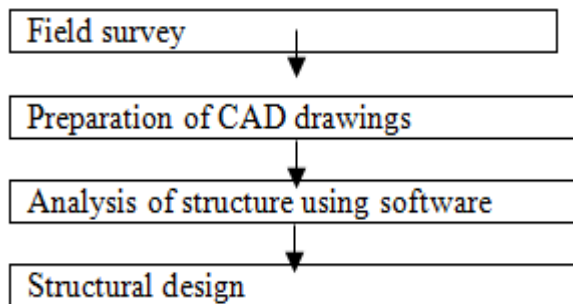 Field survey
Preparation of CAD drawings
Analysis of structure using software
Structural design